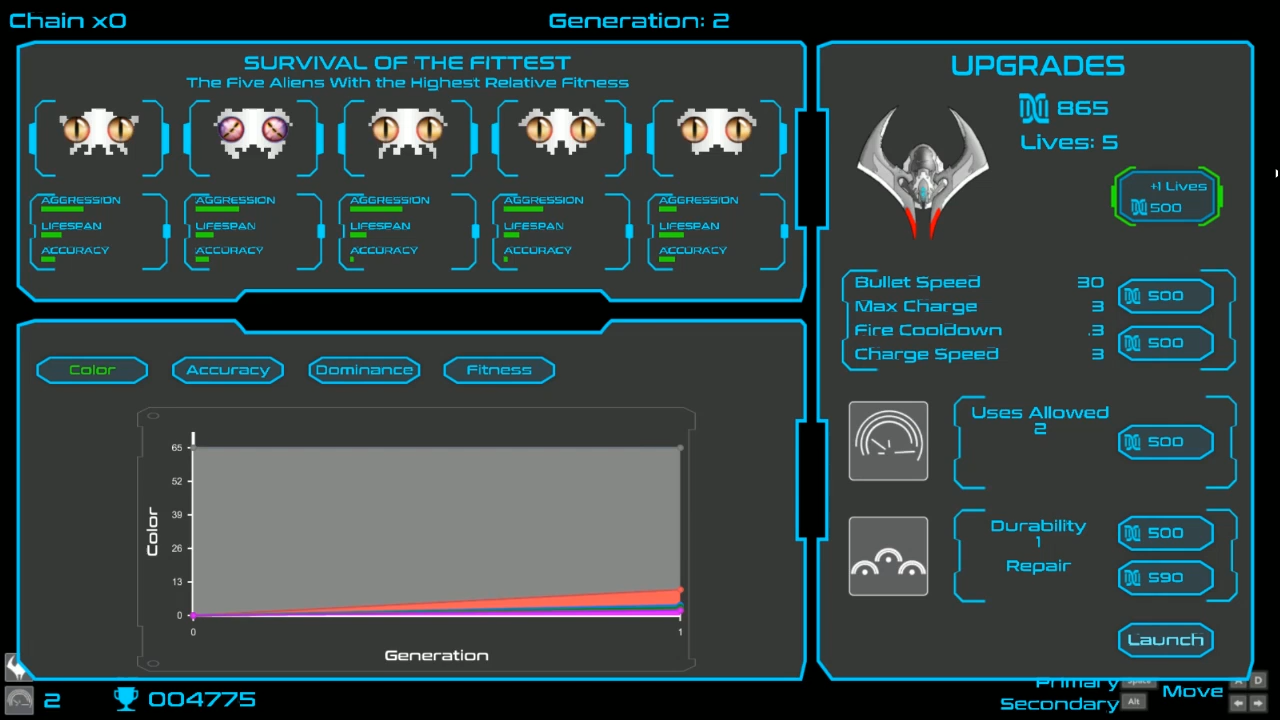 Chain x0
Generation: 2
SURVIVAL OF THE FITTEST
The Five Aliens With the Highest Relative Fitness
AGGRESSION AGGRESSION AGGRESSION AGGRESSION AGGRESSION
LIFESPAN LIFESPAN LIFESPAN LIFESPAN LIFESPAN
ACCURACY ACCURACY ACCURACY ACCURACY ACCURACY
Color Accuracy Dominance Fitness
65
52
39
26
13
0
Color
0 1
Generation
UPGRADES
865
Lives: 5
+1 Lives
500
Bullet Speed 30
Max Charge 3
500
Fire Cooldown .3
Charge Speed 3
500
Uses Allowed
2
500
Durability
1
500
Repair
590
Launch
2 004775
Primary Space
Secondary Alt
Move A D